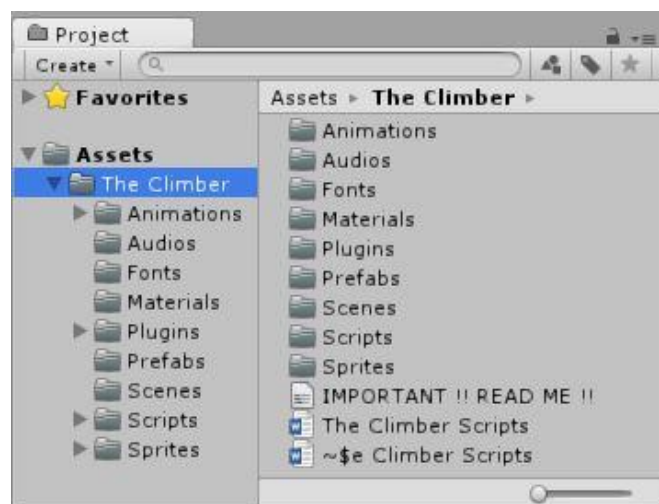 Project
Create
Favorites
Assets
The Climber
Animations
Audios
Fonts
Materials
Plugins
Prefabs
Scenes
Scripts
Sprites
Assets The Climber
Animations
Audios
Fonts
Materials
Plugins
Prefabs
Scenes
Scripts
Sprites
IMPORTANT !! READ ME !!
The Climber Scripts
~$e Climber Scripts